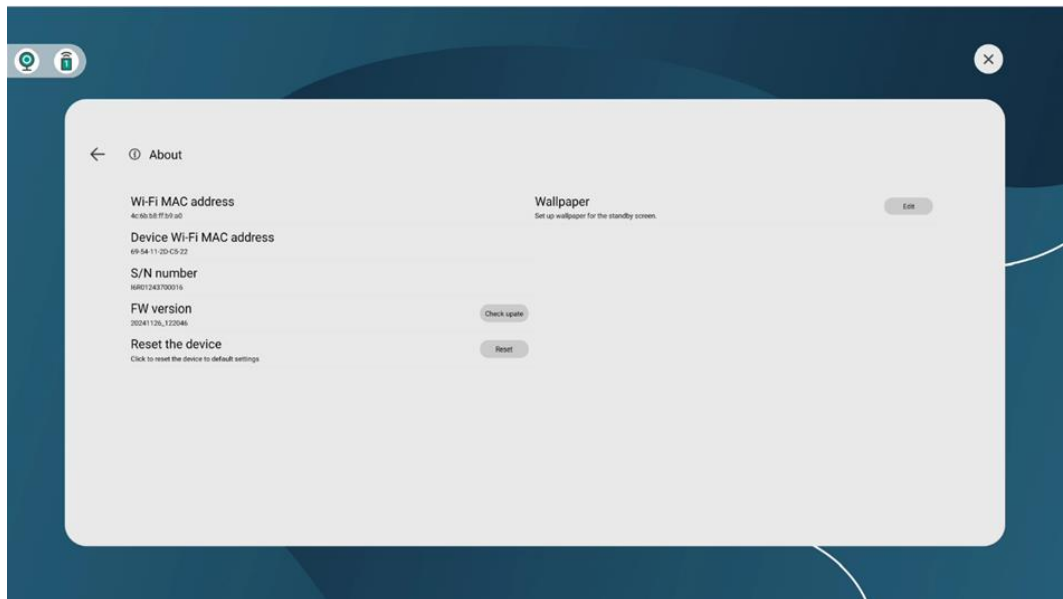 1
About
Wi-Fi MAC address
4c:6b:b8:ff:b9:a0
Device Wi-Fi MAC address
69-54-11-2D-C5-22
S/N number
I6R01243700016
FW version
20241126_122046
Check upate
Reset the device
Click to reset the device to default settings
Reset
Wallpaper
Set up wallpaper for the standby screen.
Edit